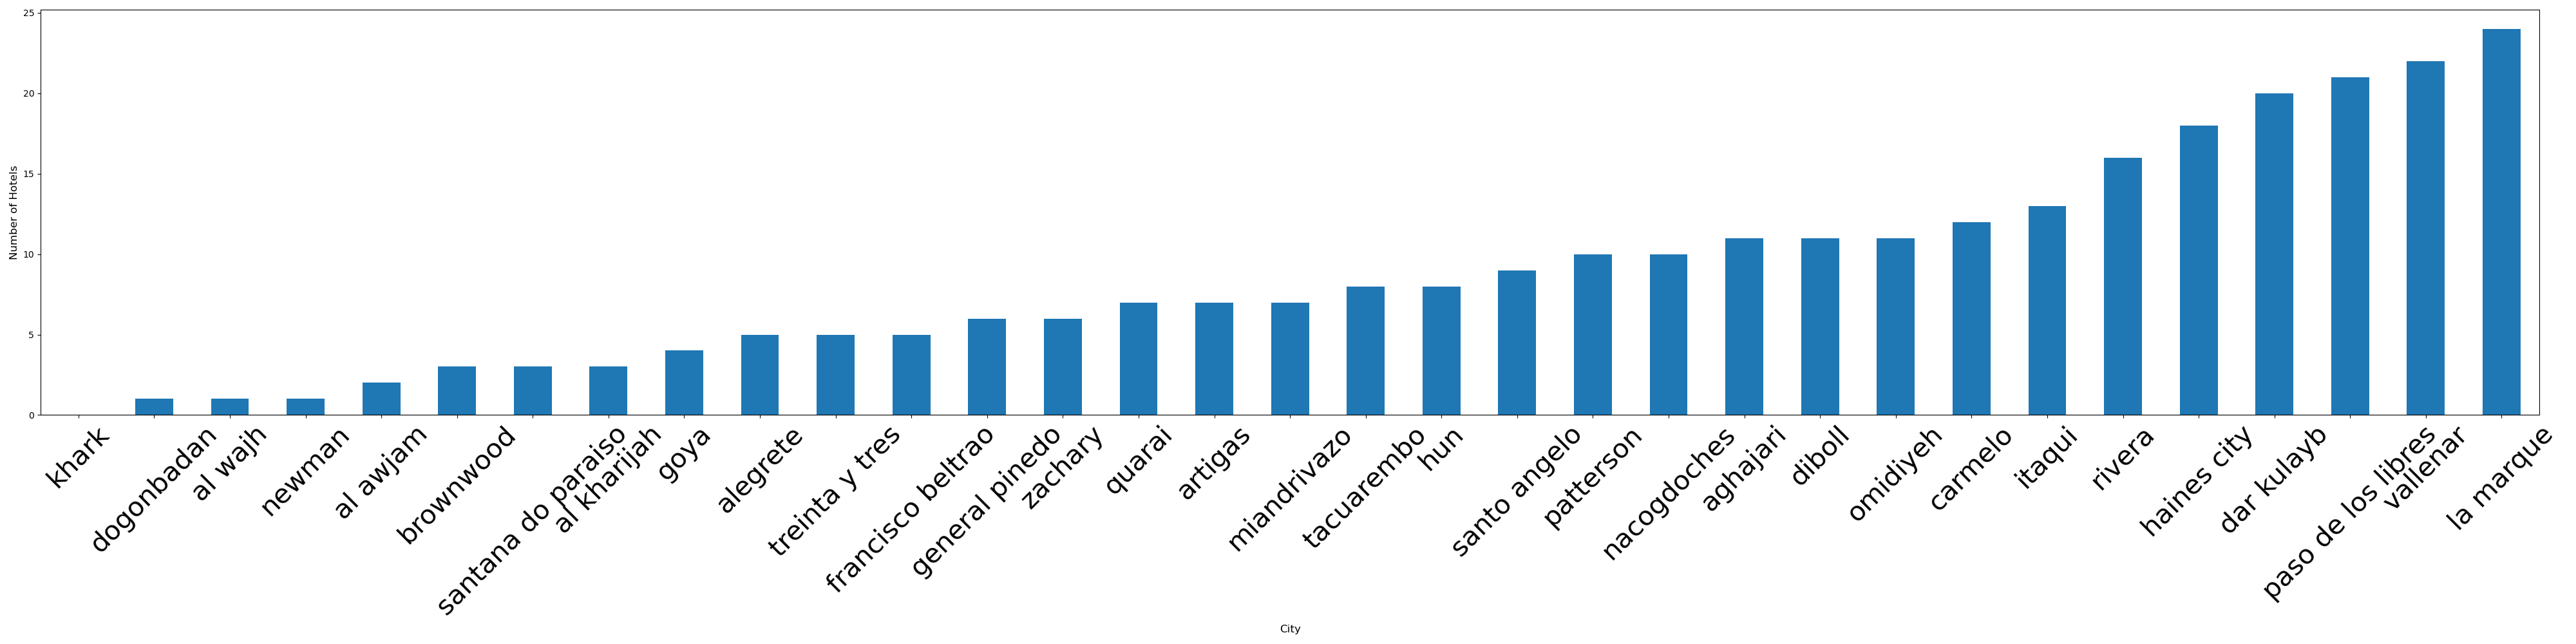 25
20
15
10
5
0
Number of Hotels
khark
dogonbadan
al wajh
newman
al awjam
brownwood
santana do paraiso
al kharijah
goya
alegrete
treinta y tres
francisco beltrao
general pinedo
zachary
quarai
artigas
miandrivazo
tacuarembo
hun
santo angelo
patterson
nacogdoches
aghajari
diboll
omidiyeh
carmelo
itaqui
rivera
haines city
dar kulayb
paso de los libres
vallenar
la marque
City